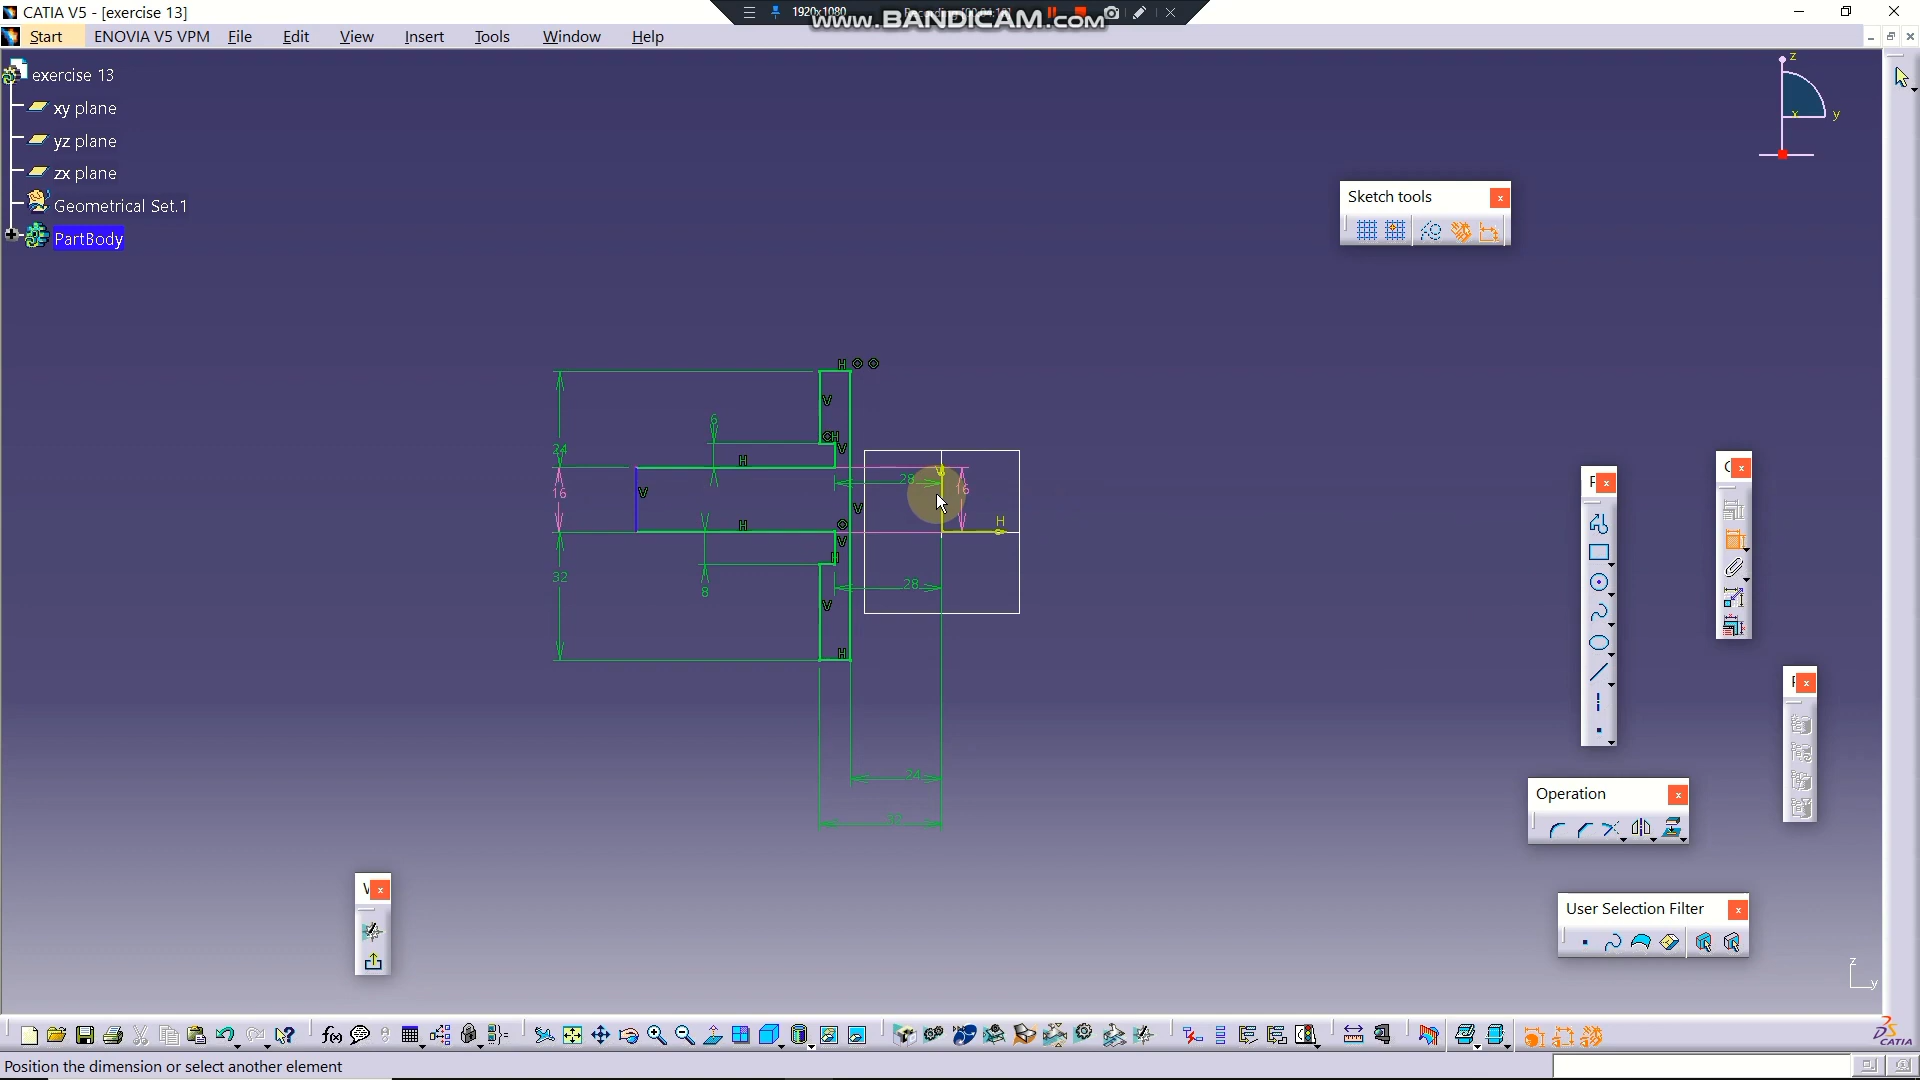 CATIA V5 - [exercise 13]
1920x1080
www.BANDICAM.com
Start ENOVIA V5 VPM File Edit View Insert Tools Window Help
exercise 13
xy plane
yz plane
zx plane
Geometrical Set.1
PartBody
z
x
y
Sketch tools
H
V
6
H
V
24
H
28
16
V
16
V
H
H
V
H
32
8
28
V
H
24
32
Operation
User Selection Filter
z
y
f(x)
CATIA
Position the dimension or select another element